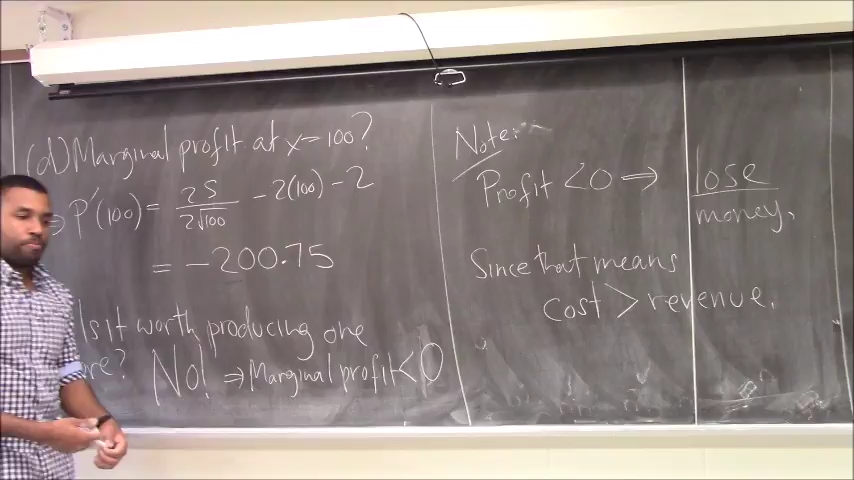 (d) Marginal profit at x=100?
⇒ P'(100) = 25/(2√100) - 2(100) - 2
= -200.75
Is it worth producing one
more? No! ⇒ Marginal profit < 0
Note:
Profit < 0 ⇒ lose
money.
Since that means
cost > revenue.